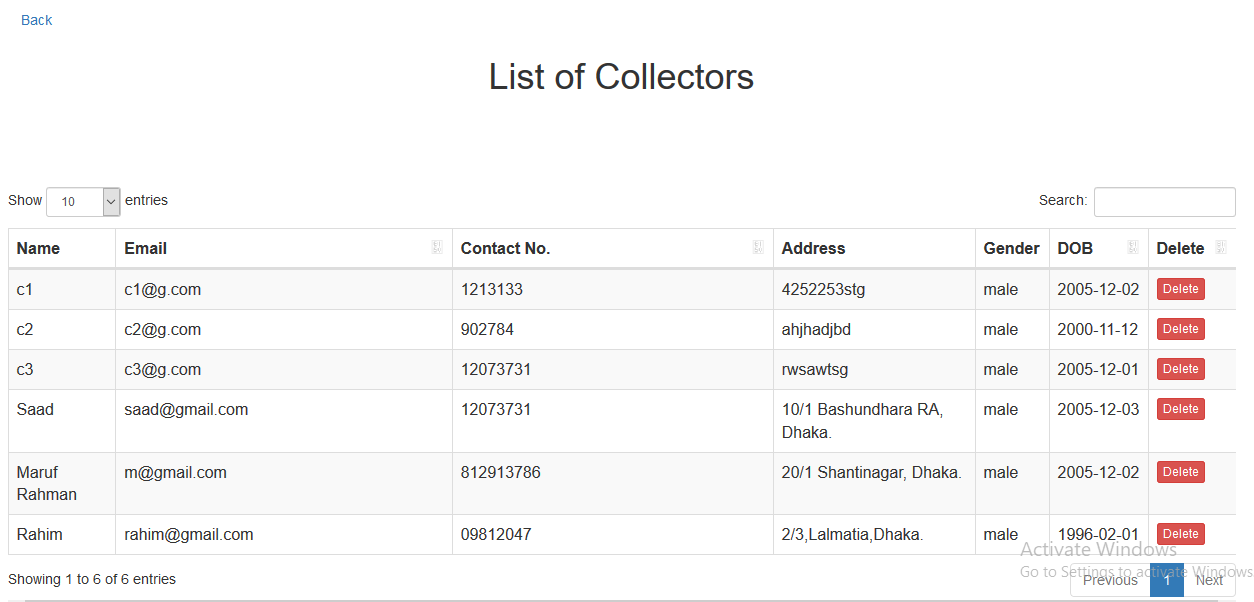 Back
List of Collectors
Show 10 entries Search:
Name Email Contact No. Address Gender DOB Delete
c1 c1@g.com 1213133 4252253stg male 2005-12-02 Delete
c2 c2@g.com 902784 ahjhadjbd male 2000-11-12 Delete
c3 c3@g.com 12073731 rwsawtsg male 2005-12-01 Delete
Saad saad@gmail.com 12073731 10/1 Bashundhara RA, male 2005-12-03 Delete
Dhaka.
Maruf m@gmail.com 812913786 20/1 Shantinagar, Dhaka. male 2005-12-02 Delete
Rahman
Rahim rahim@gmail.com 09812047 2/3,Lalmatia,Dhaka. male 1996-02-01 Delete
Activate Windows
Go to Settings to activate Windows
Showing 1 to 6 of 6 entries Previous 1 Next